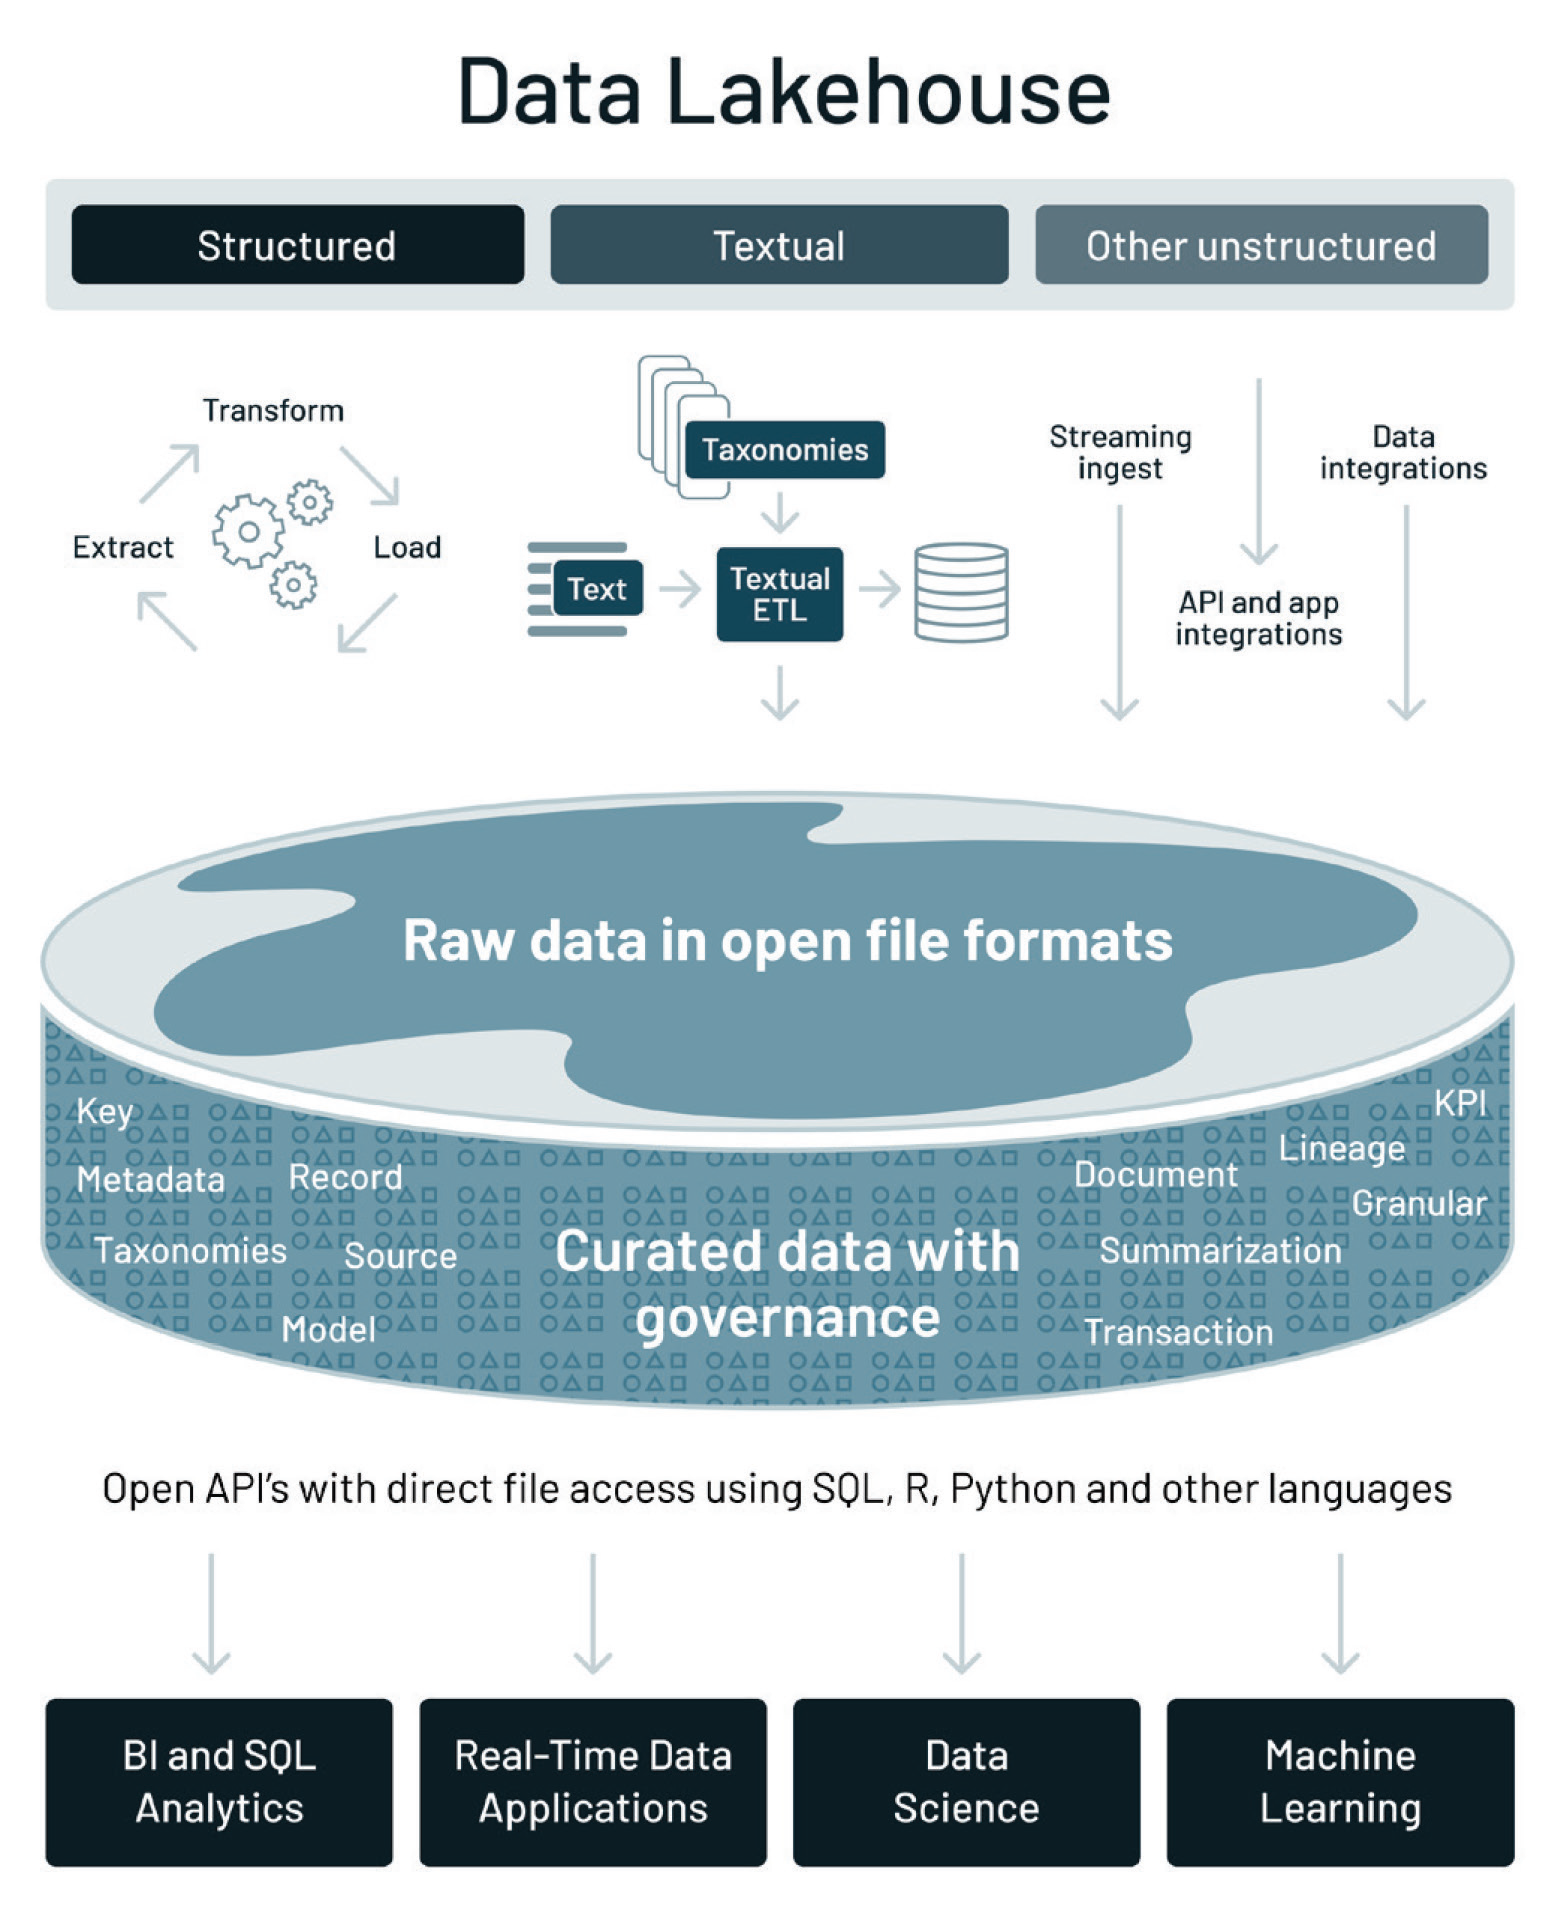 Data Lakehouse
Structured
Textual
Other unstructured
Transform
Extract
Load
Taxonomies
Text
Textual
ETL
Streaming
ingest
API and app
integrations
Data
integrations
Raw data in open file formats
Key
Metadata
Record
Taxonomies
Source
Model
Curated data with
governance
KPI
Lineage
Document
Granular
Summarization
Transaction
Open API's with direct file access using SQL, R, Python and other languages
BI and SQL
Analytics
Real-Time Data
Applications
Data
Science
Machine
Learning